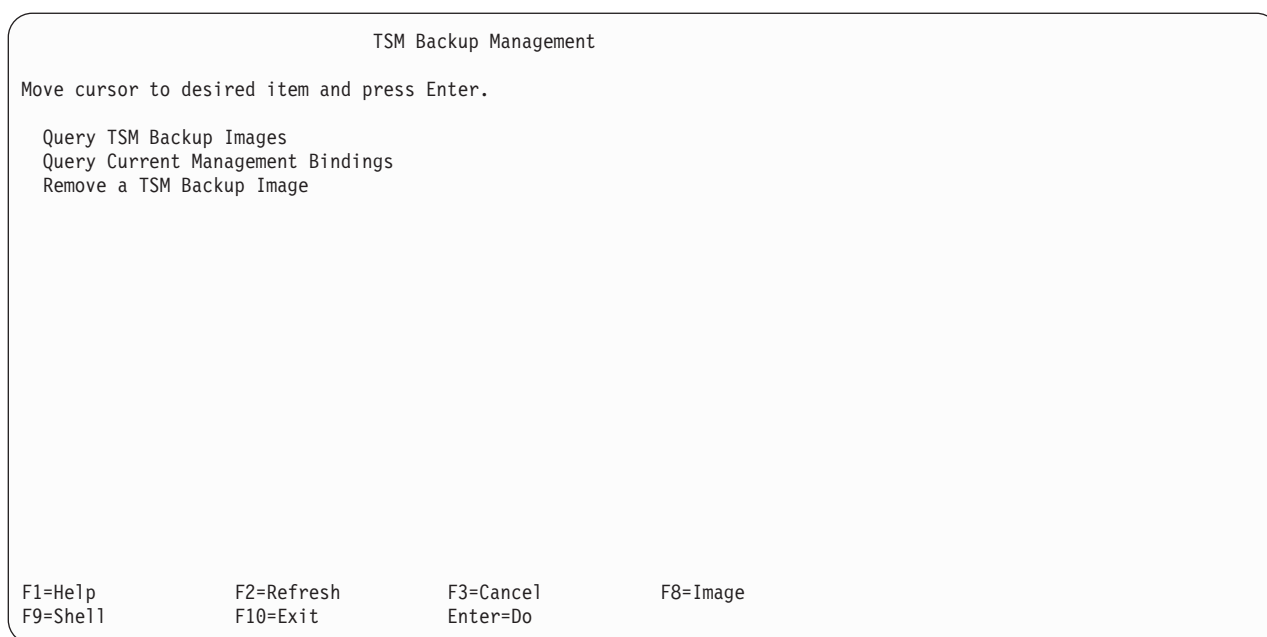 TSM Backup Management
Move cursor to desired item and press Enter.
Query TSM Backup Images
Query Current Management Bindings
Remove a TSM Backup Image
F1=Help F2=Refresh F3=Cancel F8=Image
F9=Shell F10=Exit Enter=Do